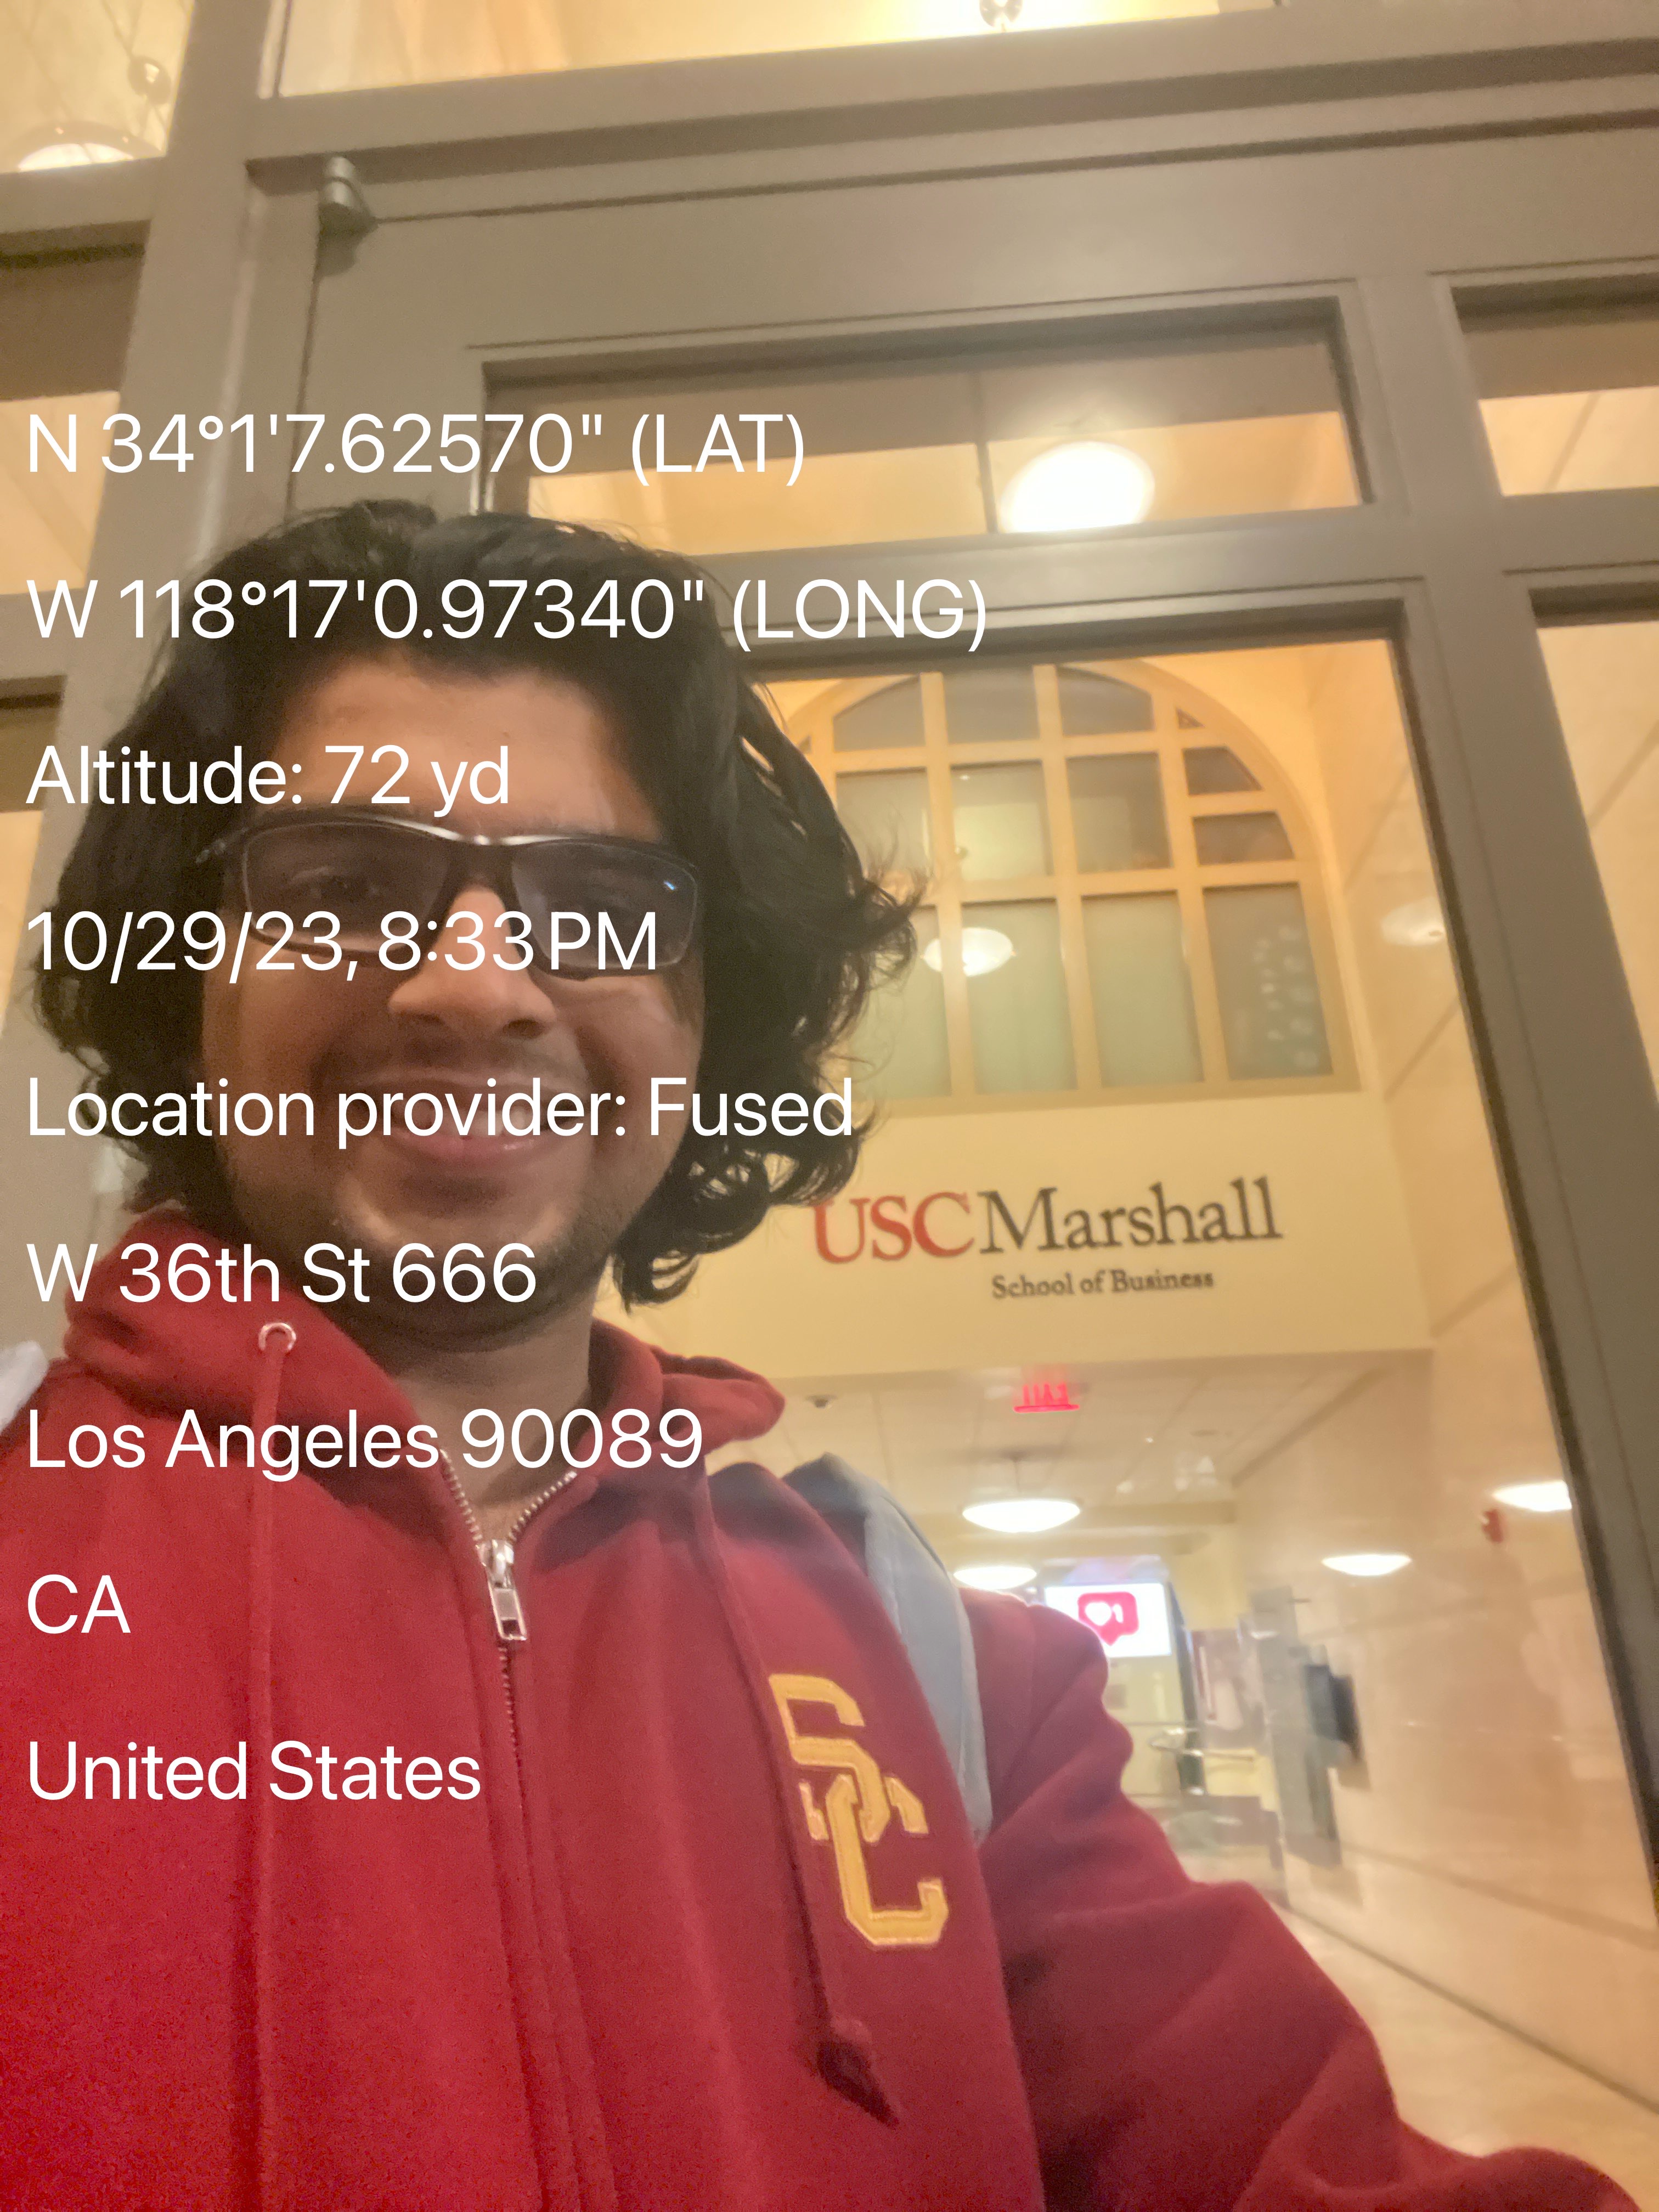 N 34°1'7.62570" (LAT)
W 118°17'0.97340" (LONG)
Altitude: 72 yd
10/29/23, 8:33 PM
Location provider: Fused
W 36th St 666
Los Angeles 90089
CA
United States
USC Marshall
School of Business
EXIT
SC